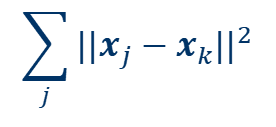 ∑ ||𝒙ⱼ − 𝒙ₖ||²
j